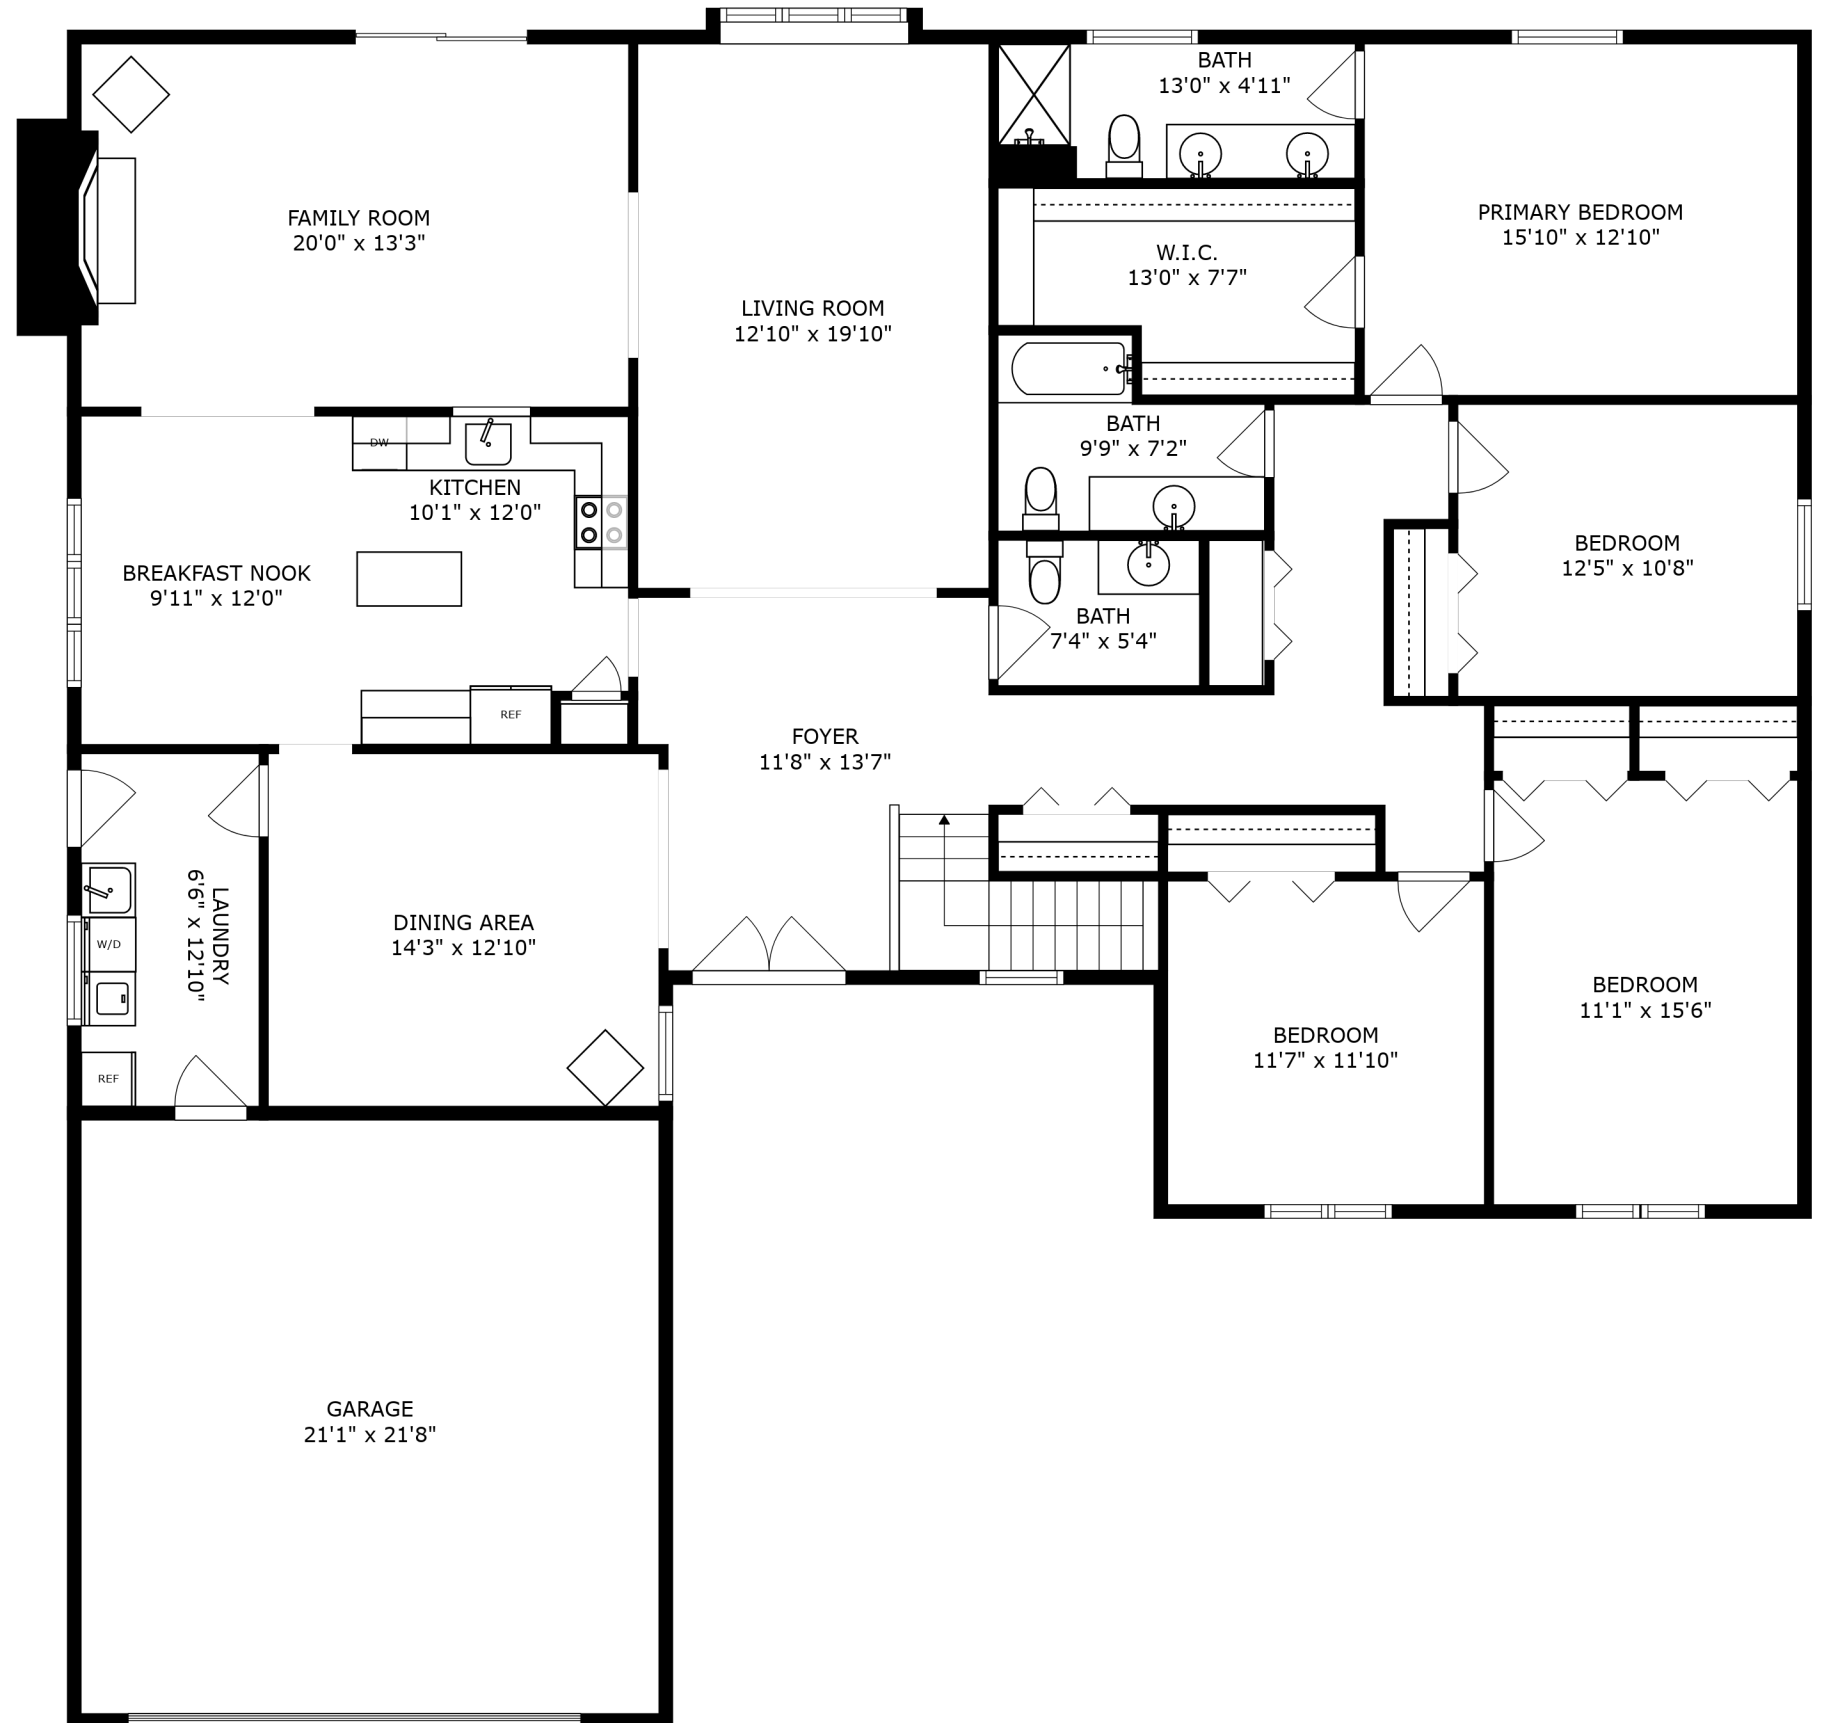 BATH
13'0" x 4'11"
FAMILY ROOM
20'0" x 13'3"
PRIMARY BEDROOM
15'10" x 12'10"
W.I.C.
13'0" x 7'7"
LIVING ROOM
12'10" x 19'10"
BATH
9'9" x 7'2"
DW
KITCHEN
10'1" x 12'0"
BREAKFAST NOOK
9'11" x 12'0"
BEDROOM
12'5" x 10'8"
BATH
7'4" x 5'4"
REF
FOYER
11'8" x 13'7"
LAUNDRY
6'6" x 12'10"
W/D
REF
DINING AREA
14'3" x 12'10"
BEDROOM
11'7" x 11'10"
BEDROOM
11'1" x 15'6"
GARAGE
21'1" x 21'8"